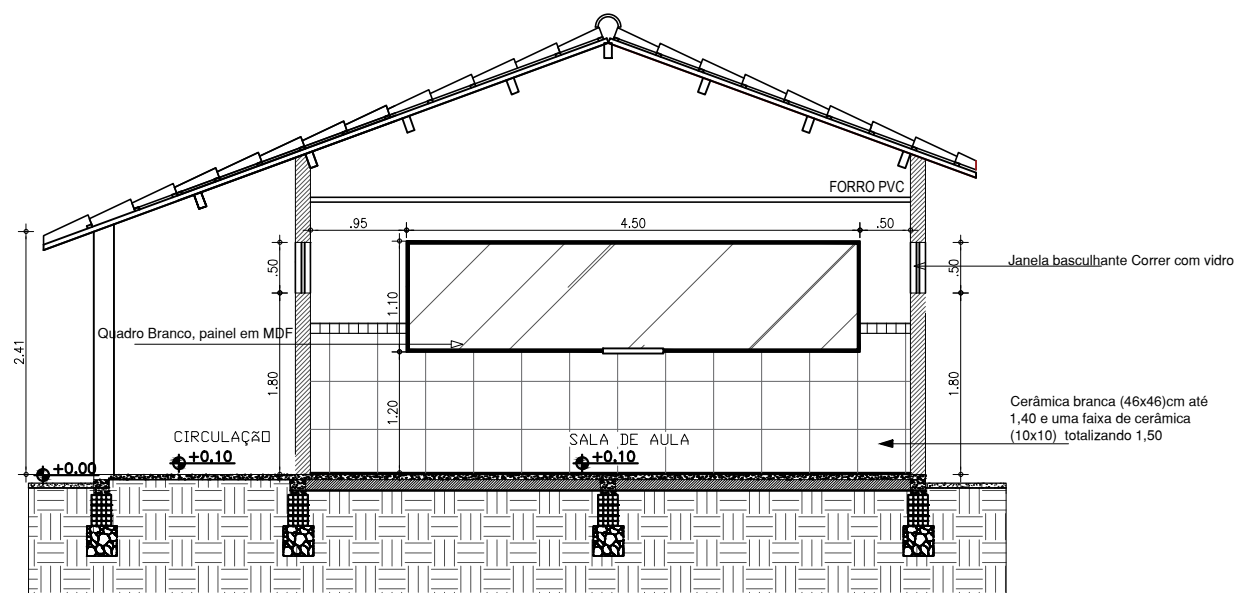 FORRO PVC
.95
4.50
.50
.50
1.10
.50
Janela basculhante Correr com vidro
Quadro Branco, painel em MDF
2.41
1.80
1.20
1.80
Cerâmica branca (46x46)cm até
1,40 e uma faixa de cerâmica
(10x10) totalizando 1,50
CIRCULAÇÃO
SALA DE AULA
+0.00
+0.10
+0.10